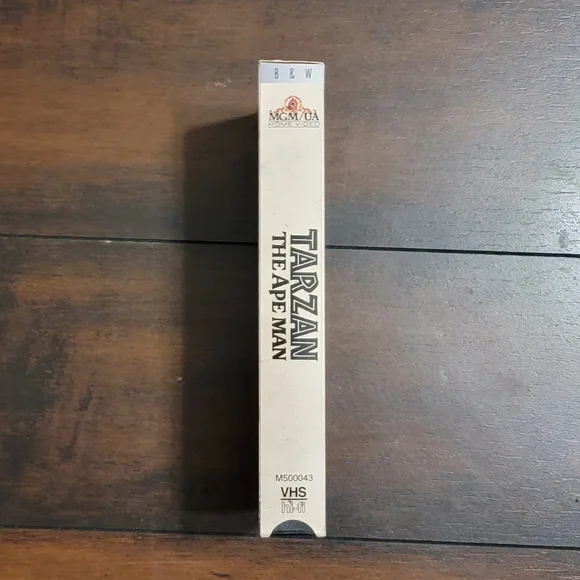 B & W
MGM/UA
HOME VIDEO
TARZAN
THE APE MAN
M500043
VHS
hi-fi